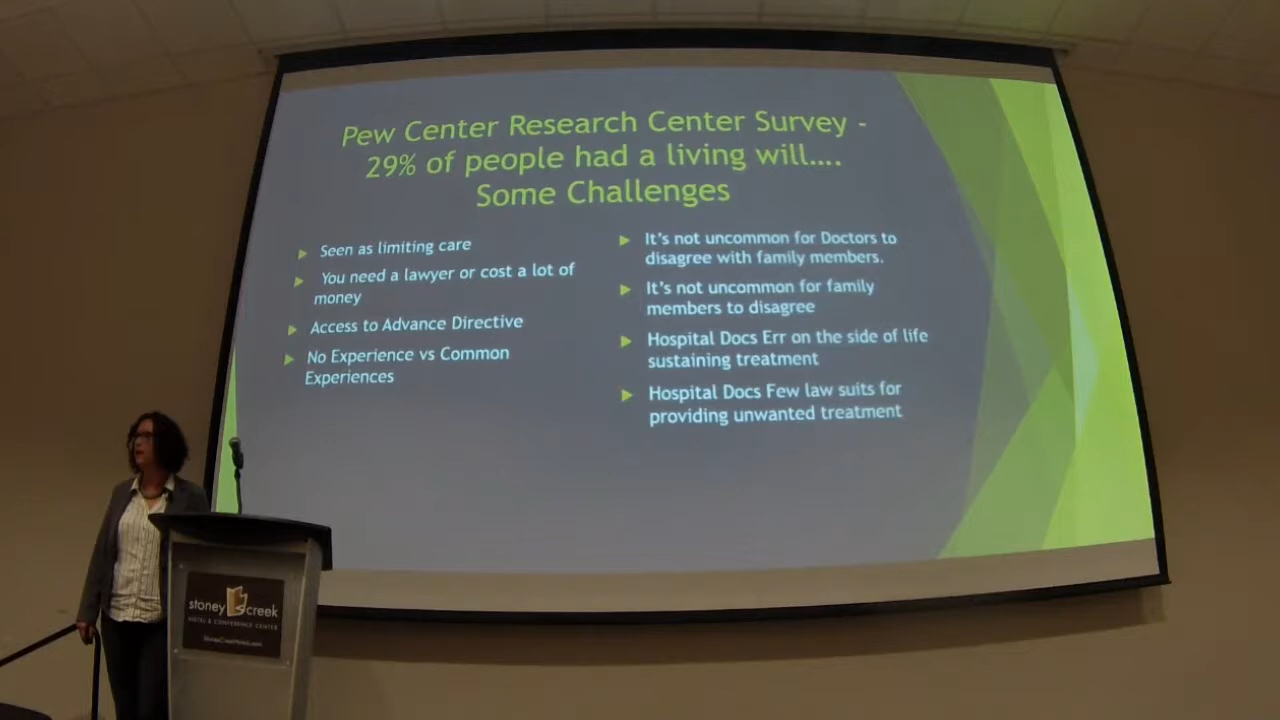 Pew Center Research Center Survey -
29% of people had a living will....
Some Challenges
Seen as limiting care
You need a lawyer or cost a lot of
money
Access to Advance Directive
No Experience vs Common
Experiences
It's not uncommon for Doctors to
disagree with family members.
It's not uncommon for family
members to disagree
Hospital Docs Err on the side of life
sustaining treatment
Hospital Docs Few law suits for
providing unwanted treatment
stoney creek
HOTEL & CONFERENCE CENTER